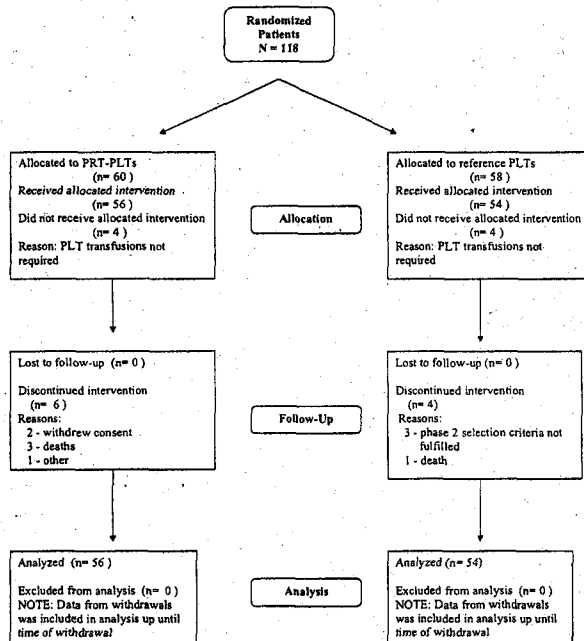 Randomized
Patients
N = 118
Allocated to PRT-PLTs
(n= 60)
Received allocated intervention
(n= 56)
Did not receive allocated intervention
(n= 4)
Reason: PLT transfusions not
required
Allocation
Allocated to reference PLTs
(n= 58)
Received allocated intervention
(n= 54)
Did not receive allocated intervention
(n= 4)
Reason: PLT transfusions not
required
Lost to follow-up (n= 0)
Discontinued intervention
(n= 6)
Reasons:
2 - withdrew consent
3 - deaths
1 - other
Follow-Up
Lost to follow-up (n= 0)
Discontinued intervention
(n= 4)
Reasons:
3 - phase 2 selection criteria not
fulfilled
1 - death
Analyzed (n= 56)
Excluded from analysis (n= 0)
NOTE: Data from withdrawals
was included in analysis up until
time of withdrawal
Analysis
Analyzed (n= 54)
Excluded from analysis (n= 0)
NOTE: Data from withdrawals
was included in analysis up until
time of withdrawal